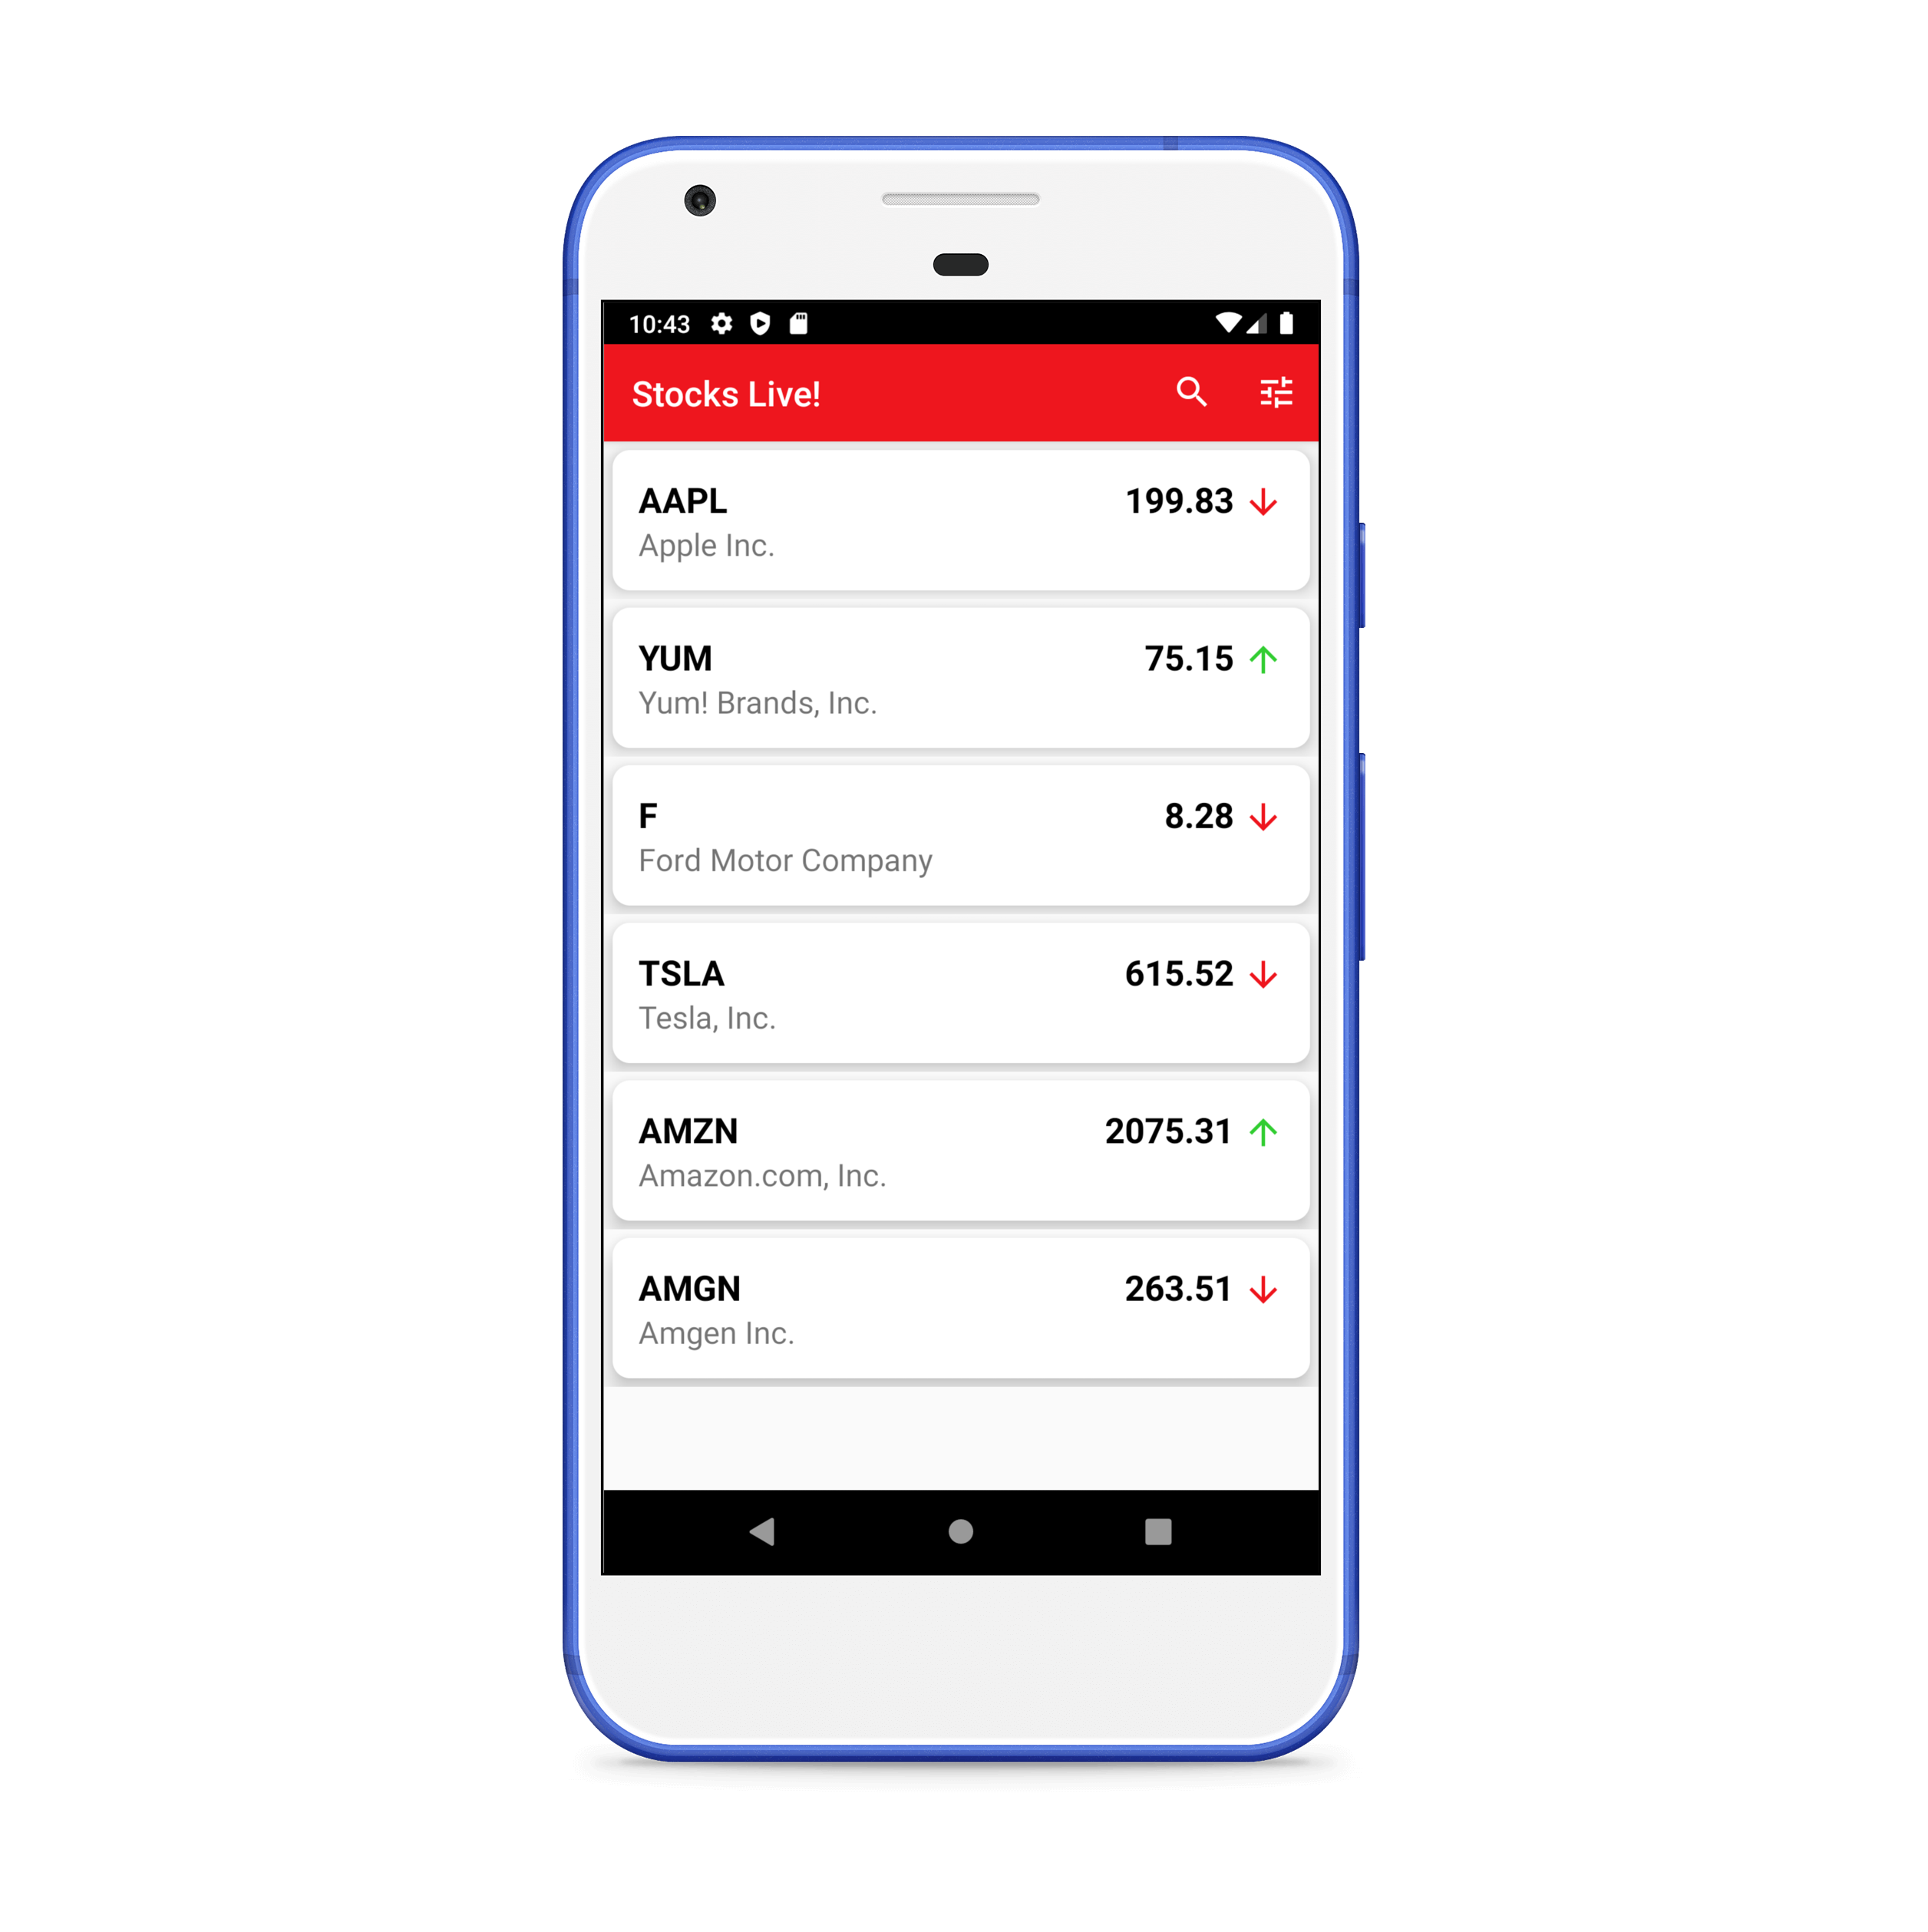 10:43
Stocks Live!
AAPL 199.83
Apple Inc.
YUM 75.15
Yum! Brands, Inc.
F 8.28
Ford Motor Company
TSLA 615.52
Tesla, Inc.
AMZN 2075.31
Amazon.com, Inc.
AMGN 263.51
Amgen Inc.